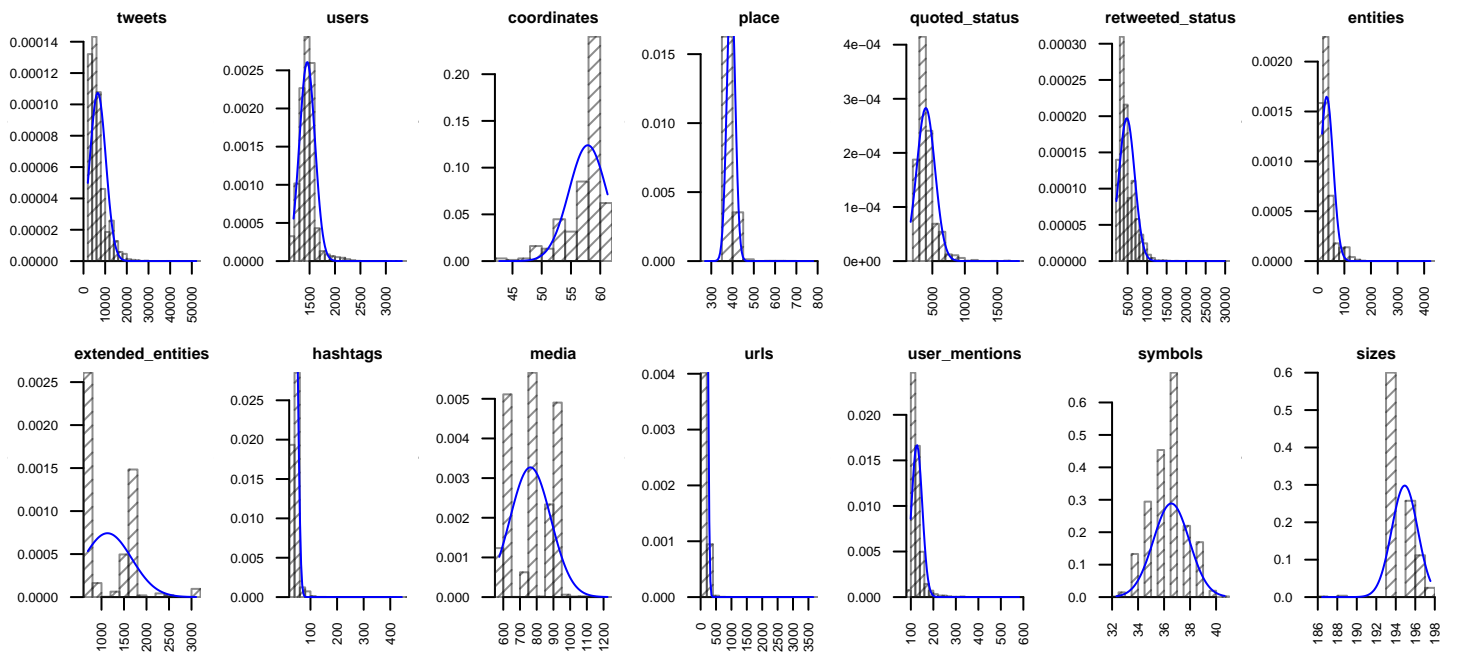 tweets
0.00014
0.00012
0.00010
0.00008
0.00006
0.00004
0.00002
0.00000
0 10000 20000 30000 40000 50000
users
0.0025
0.0020
0.0015
0.0010
0.0005
0.0000
1500 2000 2500 3000
coordinates
0.20
0.15
0.10
0.05
0.00
45 50 55 60
place
0.015
0.010
0.005
0.000
300 400 500 600 700 800
quoted_status
4e−04
3e−04
2e−04
1e−04
0e+00
5000 10000 15000
retweeted_status
0.00030
0.00025
0.00020
0.00015
0.00010
0.00005
0.00000
5000 10000 15000 20000 25000 30000
entities
0.0020
0.0015
0.0010
0.0005
0.0000
0 1000 2000 3000 4000
extended_entities
0.0025
0.0020
0.0015
0.0010
0.0005
0.0000
1000 1500 2000 2500 3000
hashtags
0.025
0.020
0.015
0.010
0.005
0.000
100 200 300 400
media
0.005
0.004
0.003
0.002
0.001
0.000
600 700 800 900 1000 1100 1200
urls
0.004
0.003
0.002
0.001
0.000
0 500 1000 1500 2000 2500 3000 3500
user_mentions
0.020
0.015
0.010
0.005
0.000
100 200 300 400 500 600
symbols
0.6
0.5
0.4
0.3
0.2
0.1
0.0
32 34 36 38 40
sizes
0.6
0.5
0.4
0.3
0.2
0.1
0.0
186 188 190 192 194 196 198